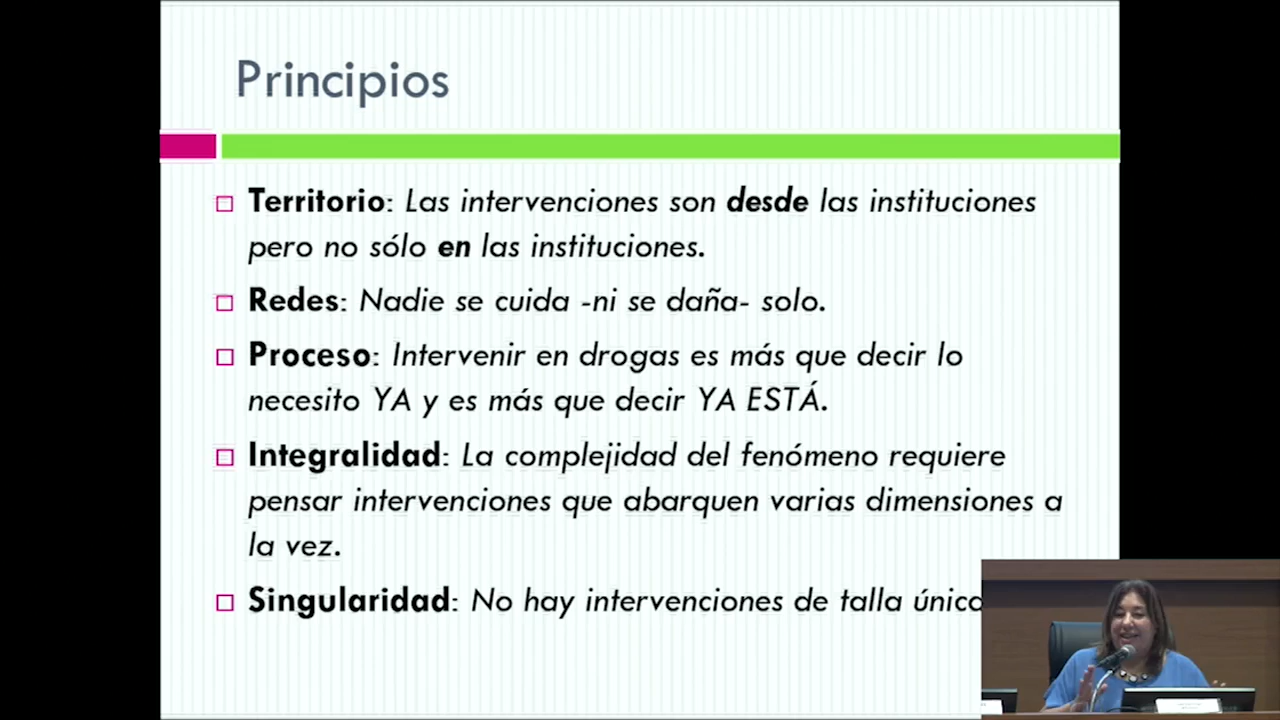 Principios
Territorio: Las intervenciones son desde las instituciones
pero no sólo en las instituciones.
Redes: Nadie se cuida -ni se daña- solo.
Proceso: Intervenir en drogas es más que decir lo
necesito YA y es más que decir YA ESTÁ.
Integralidad: La complejidad del fenómeno requiere
pensar intervenciones que abarquen varias dimensiones a
la vez.
Singularidad: No hay intervenciones de talla única